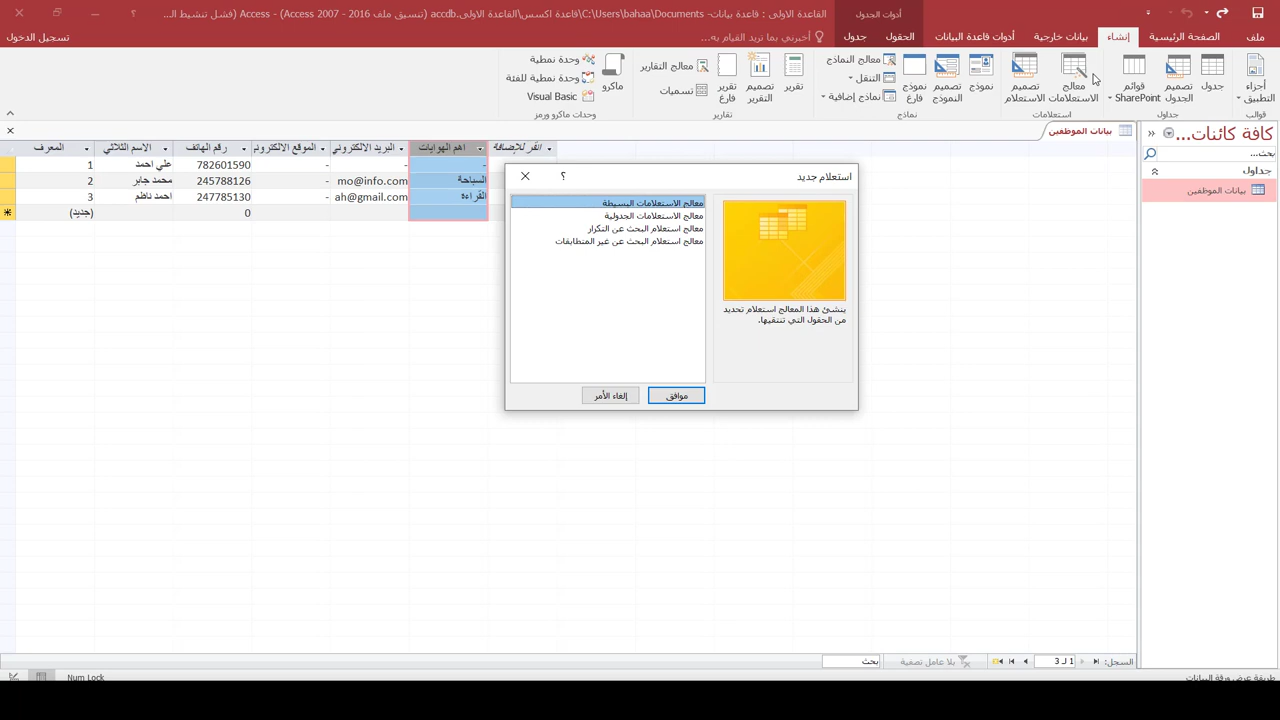 القاعدة الاولى : قاعدة بيانات- C:\Users\bahaa\Documents\قاعدة اكسس\القاعدة الاولى.accdb (تنسيق ملف Access 2007 - 2016) - Access (فشل تنشيط الـ...
أدوات الجدول
ملف
الصفحة الرئيسية
إنشاء
بيانات خارجية
أدوات قاعدة البيانات
الحقول
جدول
أخبرني بما تريد القيام به...
تسجيل الدخول
أجزاء التطبيق
قوالب
جدول
تصميم الجدول
قوائم SharePoint
جداول
معالج الاستعلامات
تصميم الاستعلام
استعلامات
نموذج
تصميم النموذج
نموذج فارغ
معالج النماذج
التنقل
نماذج إضافية
نماذج
تقرير
تصميم التقرير
تقرير فارغ
معالج التقارير
تسميات
تقارير
ماكرو
وحدة نمطية
وحدة نمطية للفئة
Visual Basic
وحدات ماكرو ورمز
كافة كائنات...
بحث...
جداول
بيانات الموظفين
بيانات الموظفين
المعرف الاسم الثلاثي رقم الهاتف الموقع الالكتروم البريد الالكتروني اهم الهوايات انقر للإضافة
1 علي احمد 782601590 - - -
2 محمد جابر 245788126 - mo@info.com السباحة
3 احمد ناظم 247785130 - ah@gmail.com القراءة
(جديد) 0
استعلام جديد
؟
معالج الاستعلامات البسيطة
معالج الاستعلامات الجدولية
معالج استعلام البحث عن التكرار
معالج استعلام البحث عن غير المتطابقات
ينشئ هذا المعالج استعلام تحديد
من الحقول التي تنتقيها.
موافق
إلغاء الأمر
السجل: 1 لـ 3
بلا عامل تصفية
بحث
طريقة عرض ورقة البيانات
Num Lock